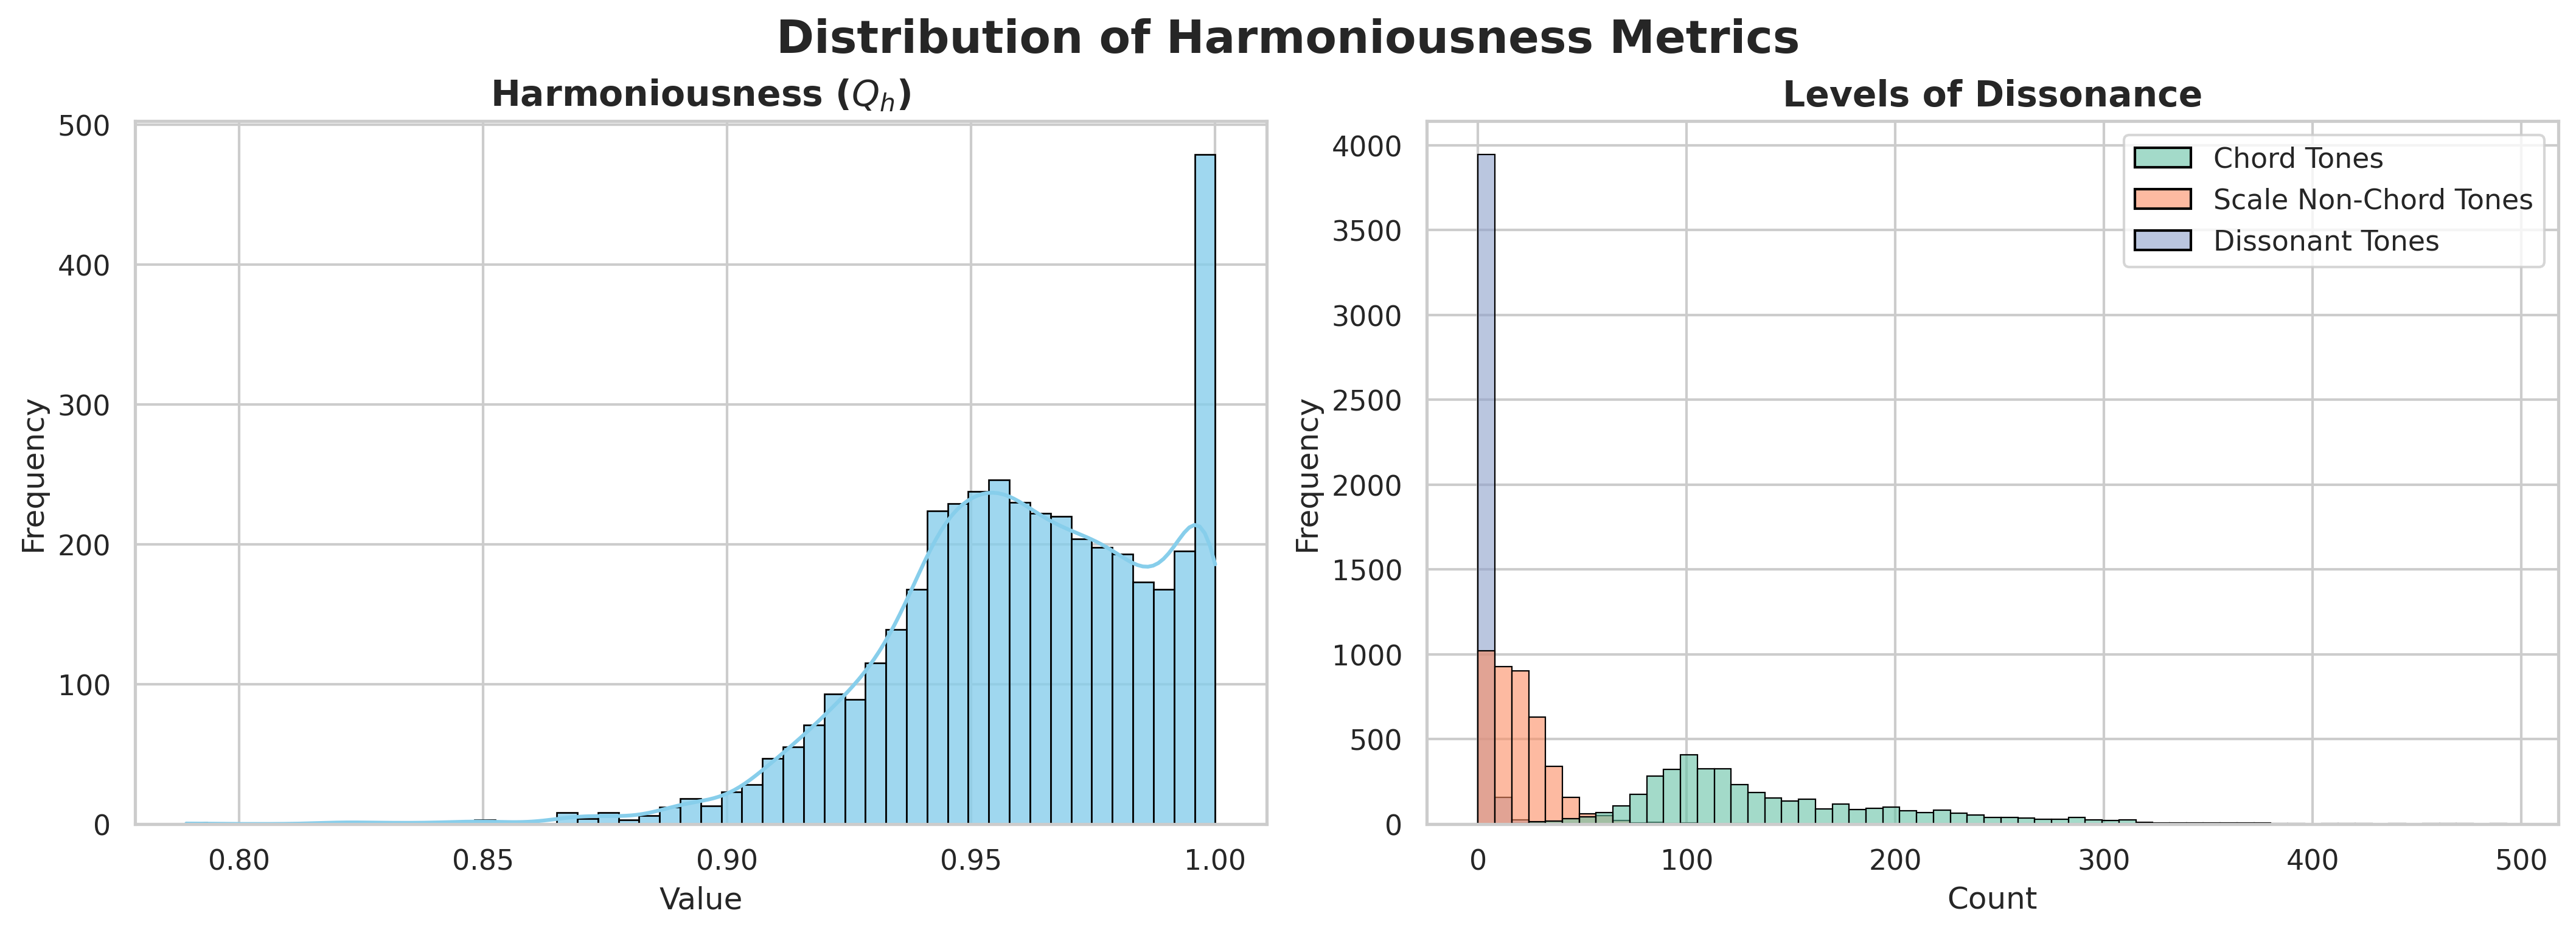 Distribution of Harmoniousness Metrics
Harmoniousness (Qₕ)
500
400
300
200
100
0
Frequency
0.80 0.85 0.90 0.95 1.00
Value
Levels of Dissonance
4000
3500
3000
2500
2000
1500
1000
500
0
Frequency
Chord Tones
Scale Non-Chord Tones
Dissonant Tones
0 100 200 300 400 500
Count